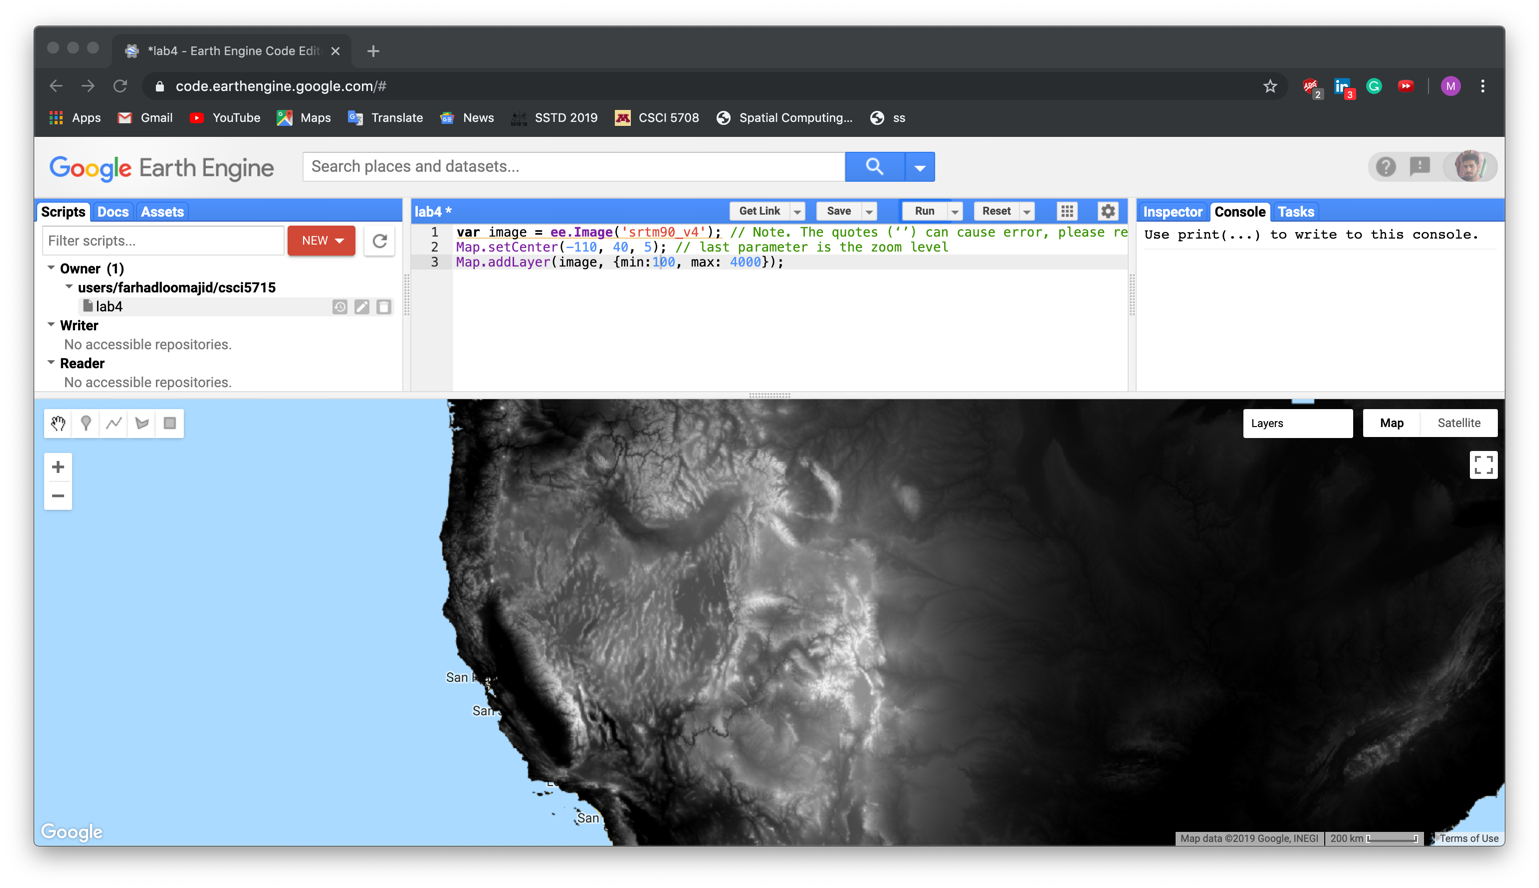 *lab4 - Earth Engine Code Edit
code.earthengine.google.com/#
2
3
M
Apps
Gmail
YouTube
Maps
Translate
News
SSTD 2019
CSCI 5708
Spatial Computing...
ss
Google Earth Engine
Search places and datasets...
Scripts Docs Assets
Filter scripts...
NEW
Owner (1)
users/farhadloomajid/csci5715
lab4
Writer
No accessible repositories.
Reader
No accessible repositories.
lab4 *
Get Link
Save
Run
Reset
1 var image = ee.Image('srtm90_v4'); // Note. The quotes (‘’) can cause error, please re
2 Map.setCenter(-110, 40, 5); // last parameter is the zoom level
3 Map.addLayer(image, {min:100, max: 4000});
Inspector Console Tasks
Use print(...) to write to this console.
Layers
Map
Satellite
San
San
San
Google
Map data ©2019 Google, INEGI
200 km
Terms of Use